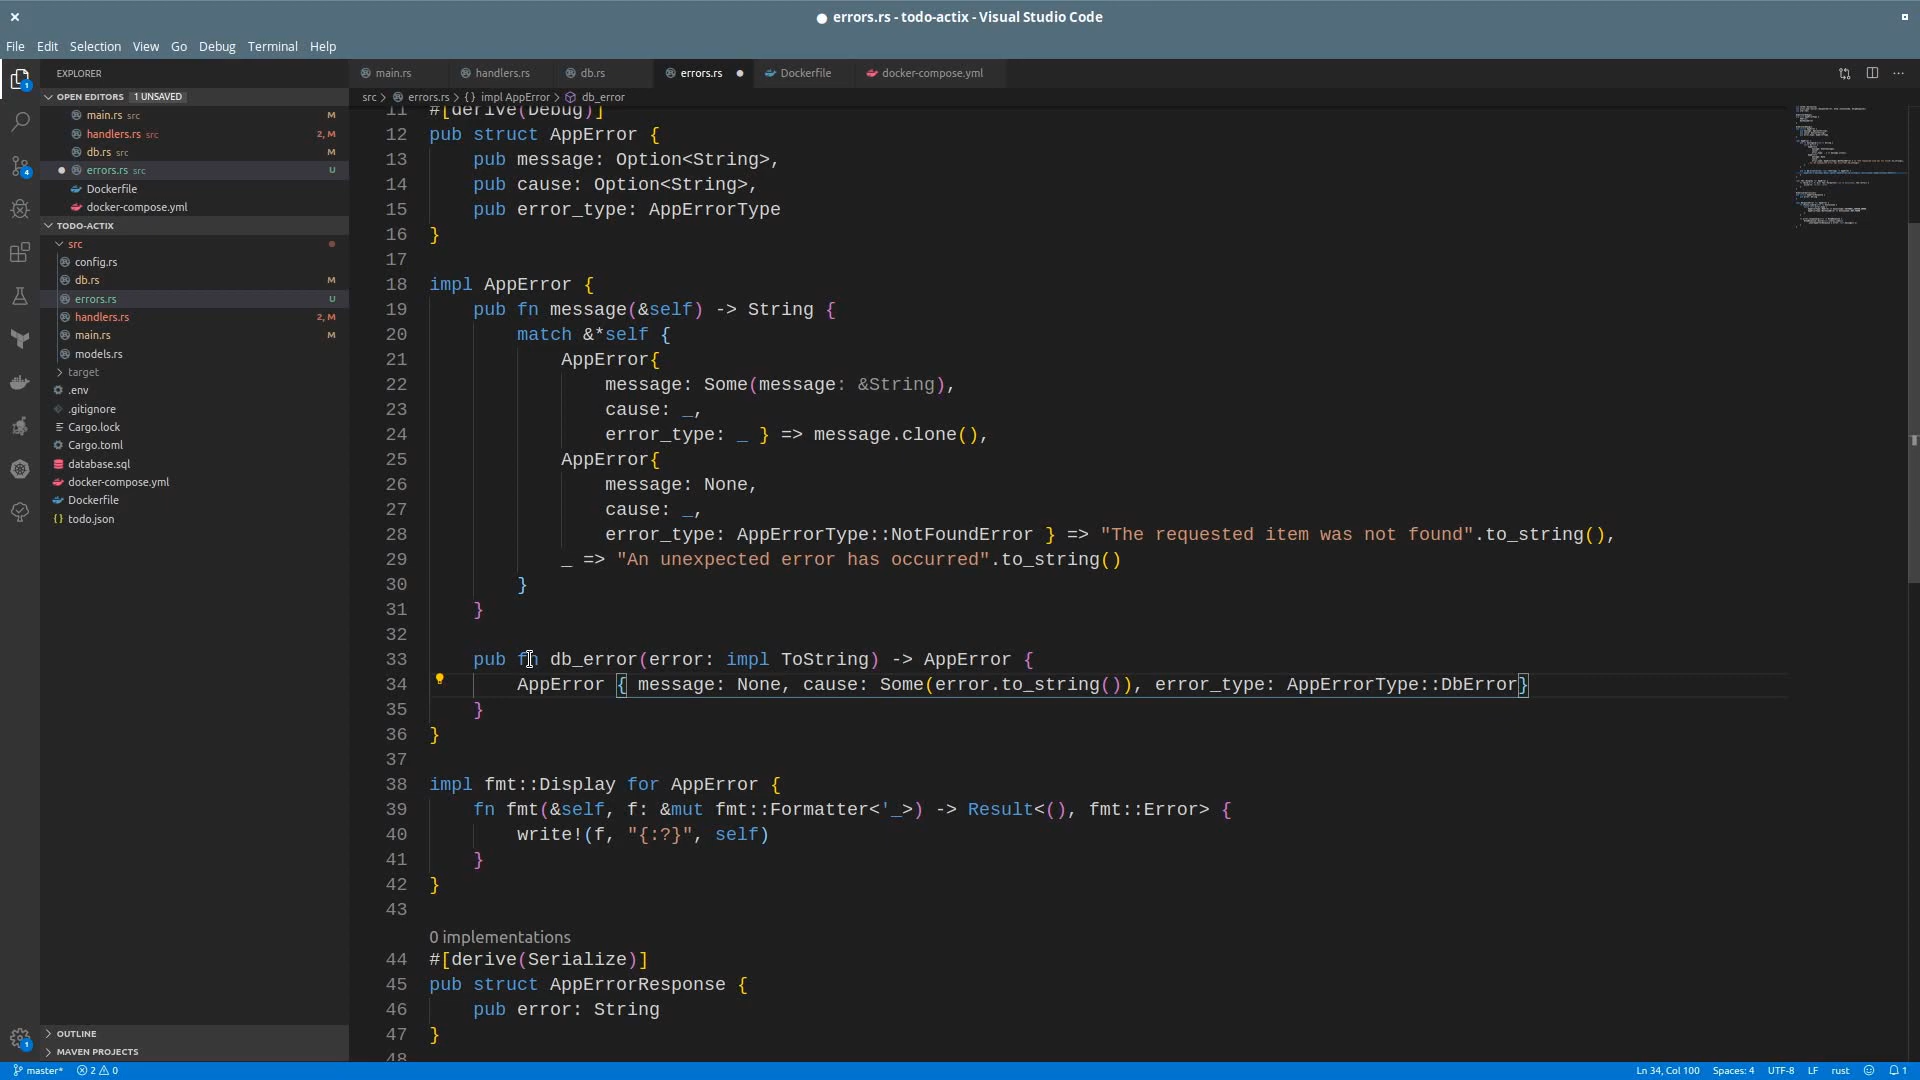 ● errors.rs - todo-actix - Visual Studio Code
File Edit Selection View Go Debug Terminal Help
EXPLORER
OPEN EDITORS 1 UNSAVED
main.rs src M
handlers.rs src 2, M
db.rs src M
errors.rs src U
Dockerfile
docker-compose.yml
TODO-ACTIX
src
config.rs
db.rs M
errors.rs U
handlers.rs 2, M
main.rs M
models.rs
target
.env
.gitignore
Cargo.lock
Cargo.toml
database.sql
docker-compose.yml
Dockerfile
todo.json
OUTLINE
MAVEN PROJECTS
main.rs handlers.rs db.rs errors.rs Dockerfile docker-compose.yml
src > errors.rs > {} impl AppError > db_error
11 #[derive(Debug)]
12 pub struct AppError {
13 pub message: Option<String>,
14 pub cause: Option<String>,
15 pub error_type: AppErrorType
16 }
17
18 impl AppError {
19 pub fn message(&self) -> String {
20 match &*self {
21 AppError{
22 message: Some(message: &String),
23 cause: _,
24 error_type: _ } => message.clone(),
25 AppError{
26 message: None,
27 cause: _,
28 error_type: AppErrorType::NotFoundError } => "The requested item was not found".to_string(),
29 _ => "An unexpected error has occurred".to_string()
30 }
31 }
32
33 pub fn db_error(error: impl ToString) -> AppError {
34 AppError { message: None, cause: Some(error.to_string()), error_type: AppErrorType::DbError}
35 }
36 }
37
38 impl fmt::Display for AppError {
39 fn fmt(&self, f: &mut fmt::Formatter<'_>) -> Result<(), fmt::Error> {
40 write!(f, "{:?}", self)
41 }
42 }
43
0 implementations
44 #[derive(Serialize)]
45 pub struct AppErrorResponse {
46 pub error: String
47 }
48
master* 2 0 Ln 34, Col 100 Spaces: 4 UTF-8 LF rust 1